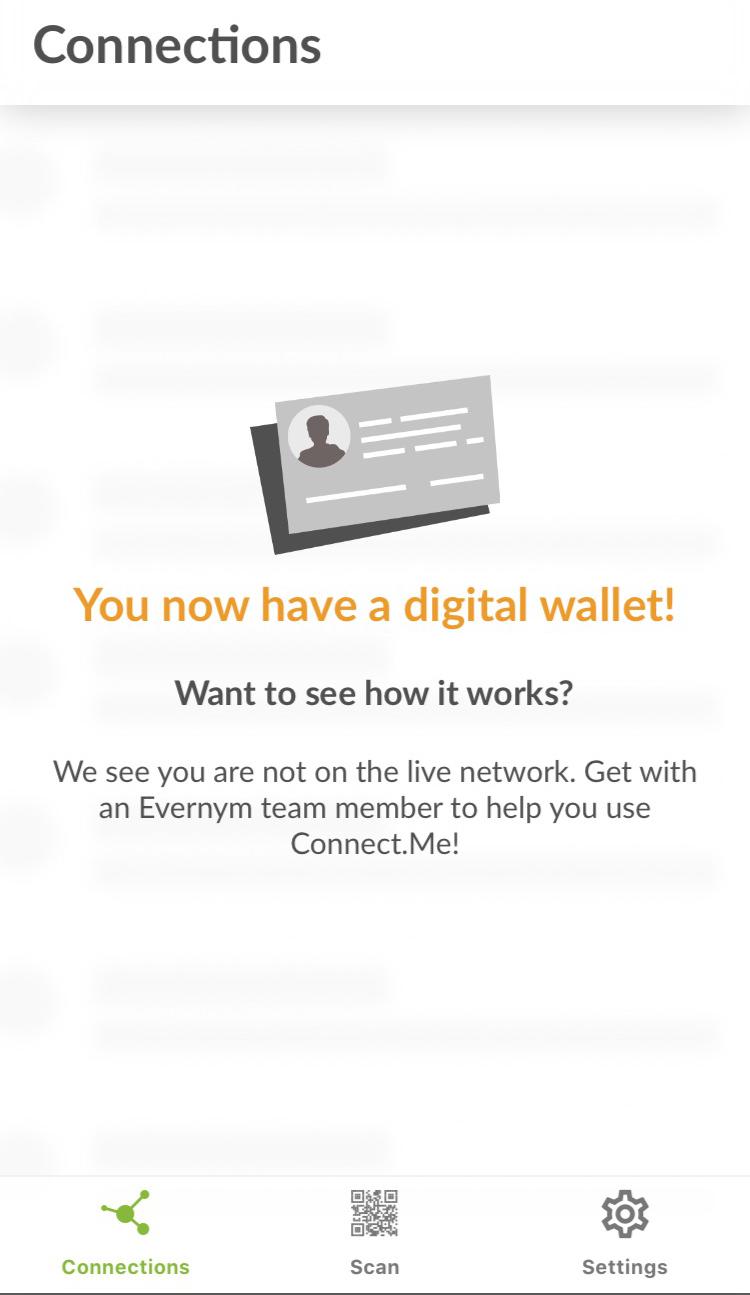 Connections
You now have a digital wallet!
Want to see how it works?
We see you are not on the live network. Get with
an Evernym team member to help you use
Connect.Me!
Connections
Scan
Settings